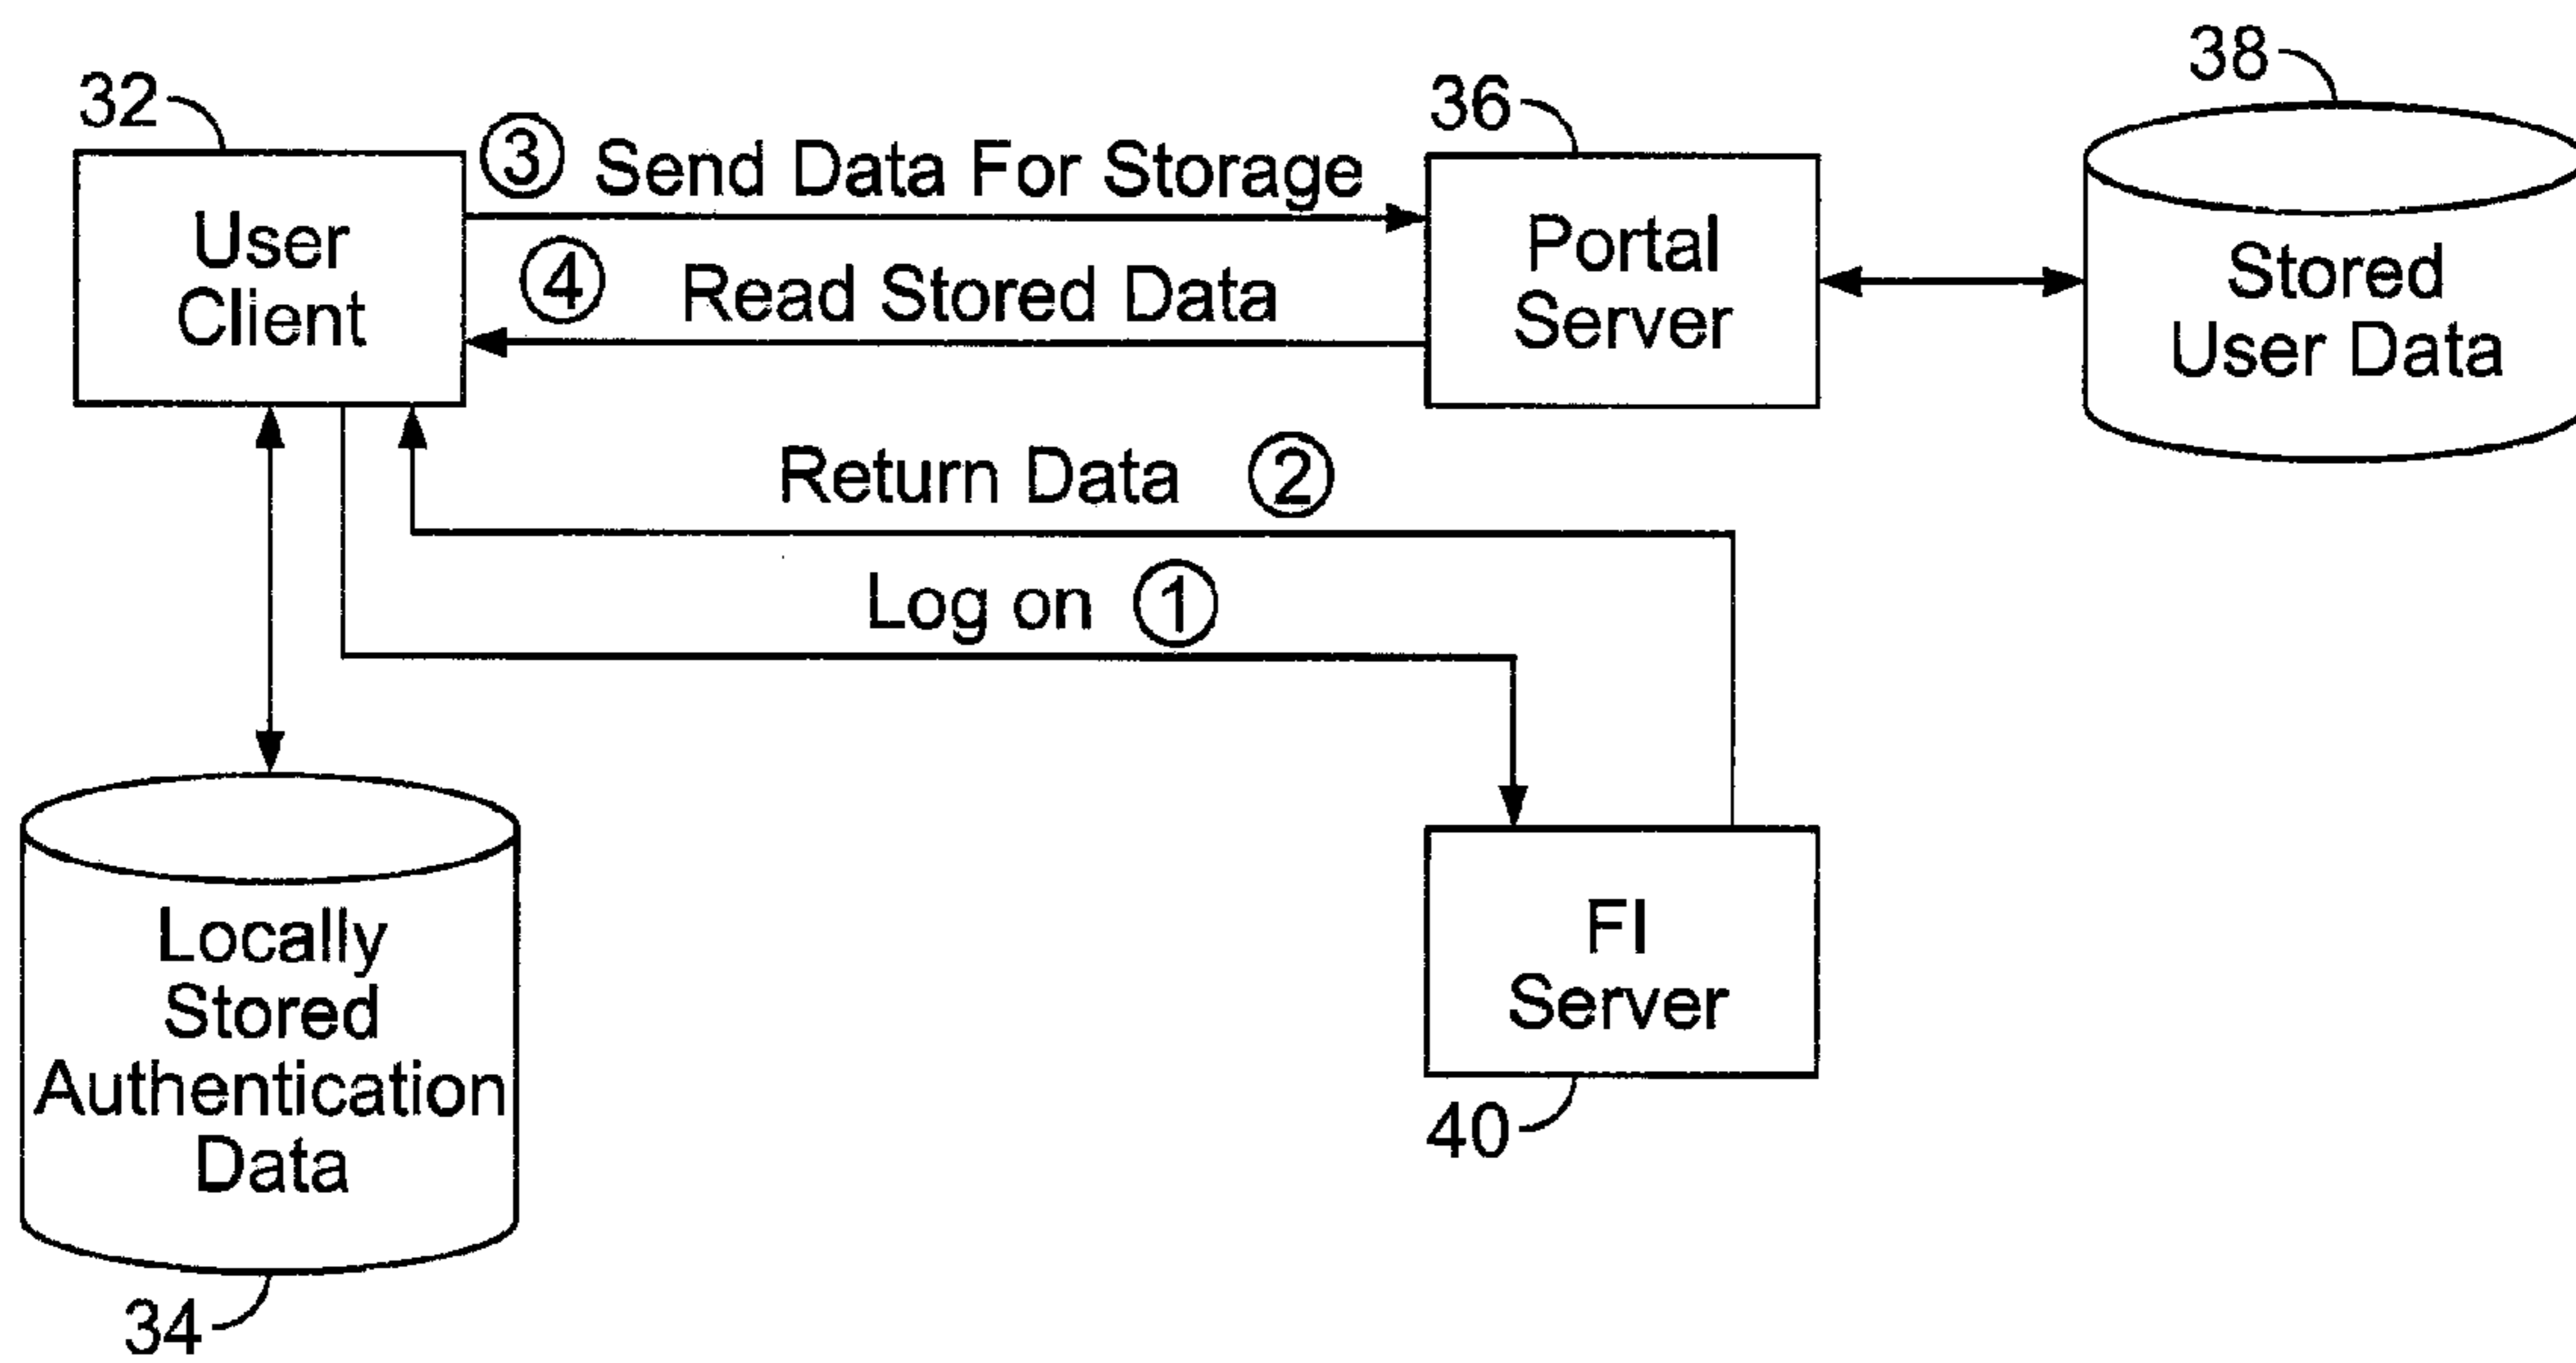 32
36
38
③ Send Data For Storage
User
Client
④ Read Stored Data
Portal
Server
Stored
User Data
Return Data ②
Log on ①
Locally
Stored
Authentication
Data
FI
Server
40
34